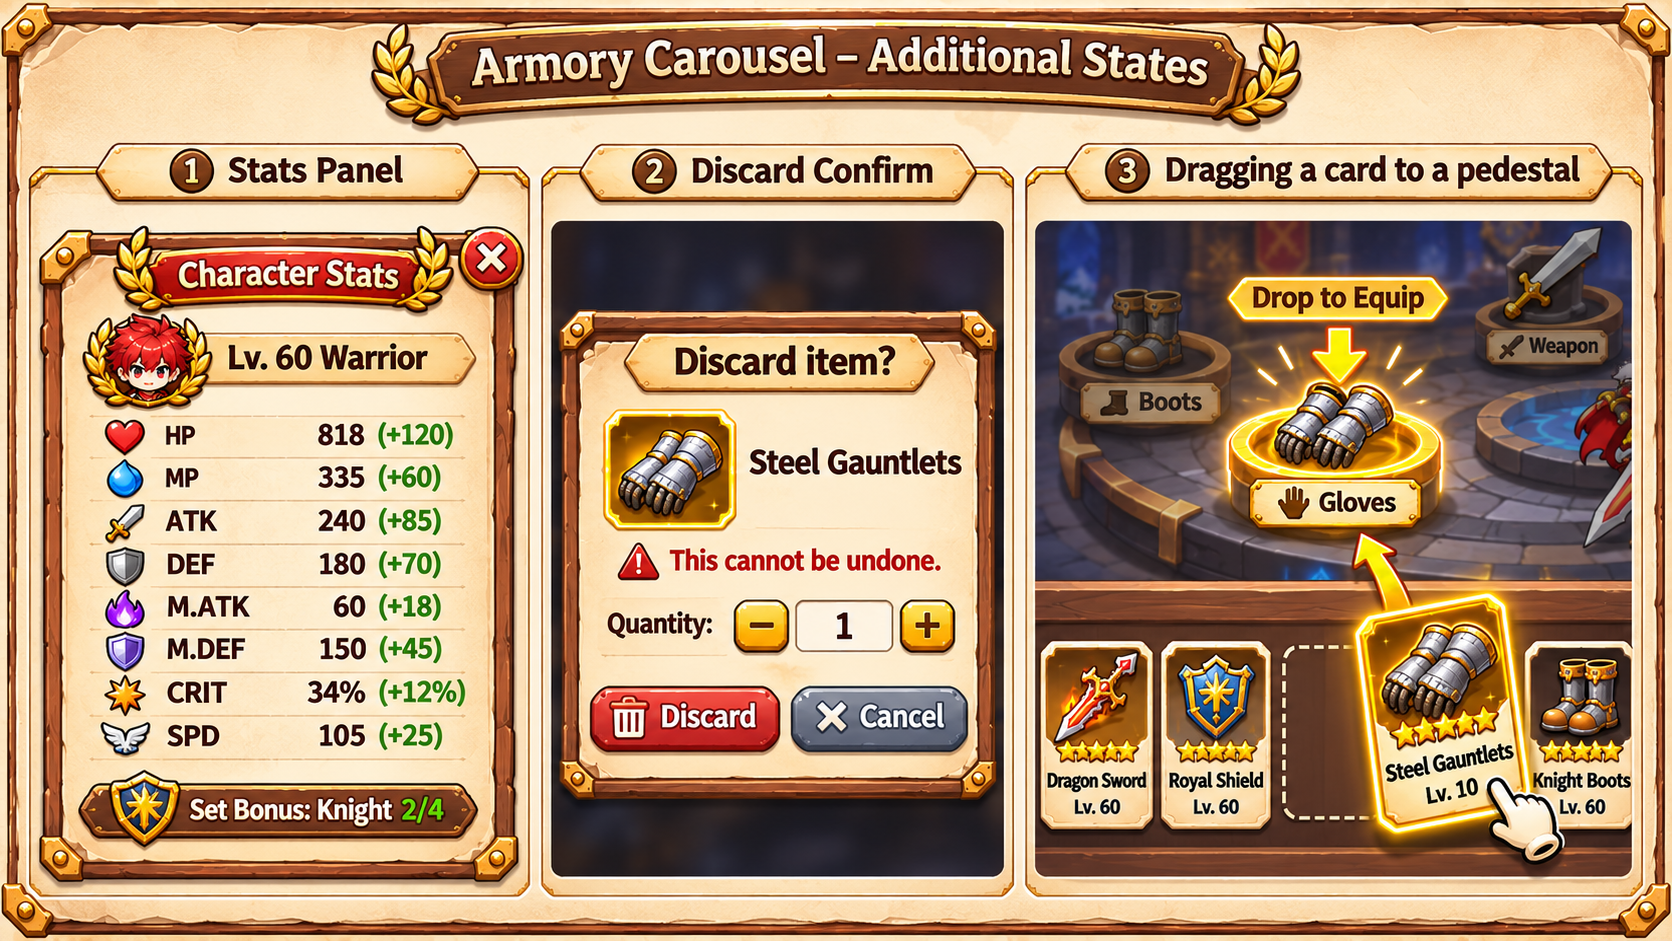 Armory Carousel – Additional States
1 Stats Panel
Character Stats
Lv. 60 Warrior
HP 818 (+120)
MP 335 (+60)
ATK 240 (+85)
DEF 180 (+70)
M.ATK 60 (+18)
M.DEF 150 (+45)
CRIT 34% (+12%)
SPD 105 (+25)
Set Bonus: Knight 2/4
2 Discard Confirm
Discard item?
Steel Gauntlets
This cannot be undone.
Quantity: − 1 +
Discard
Cancel
3 Dragging a card to a pedestal
Drop to Equip
Boots
Weapon
Gloves
Dragon Sword
Lv. 60
Royal Shield
Lv. 60
Steel Gauntlets
Lv. 10
Knight Boots
Lv. 60